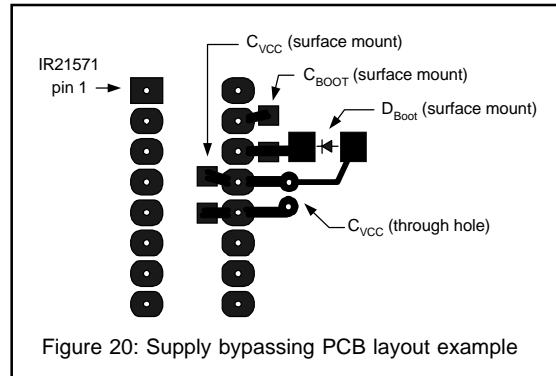 C_VCC (surface mount)
IR21571
pin 1
C_BOOT (surface mount)
D_Boot (surface mount)
C_VCC (through hole)
Figure 20: Supply bypassing PCB layout example